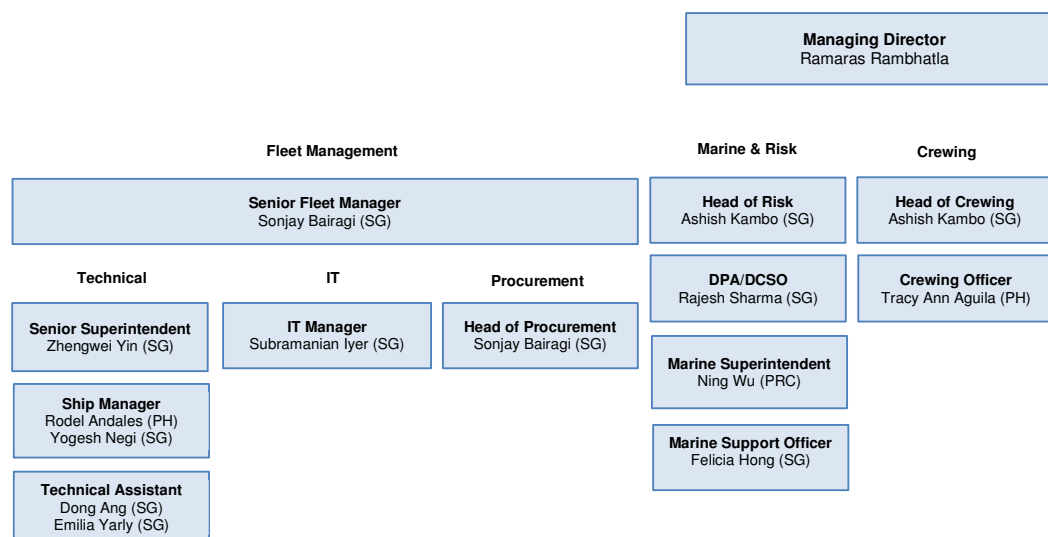 Managing Director
Ramaras Rambhatla
Fleet Management
Marine & Risk
Crewing
Senior Fleet Manager
Sonjay Bairagi (SG)
Head of Risk
Ashish Kambo (SG)
Head of Crewing
Ashish Kambo (SG)
Technical
IT
Procurement
DPA/DCSO
Rajesh Sharma (SG)
Crewing Officer
Tracy Ann Aguila (PH)
Senior Superintendent
Zhengwei Yin (SG)
IT Manager
Subramanian Iyer (SG)
Head of Procurement
Sonjay Bairagi (SG)
Marine Superintendent
Ning Wu (PRC)
Ship Manager
Rodel Andales (PH)
Yogesh Negi (SG)
Marine Support Officer
Felicia Hong (SG)
Technical Assistant
Dong Ang (SG)
Emilia Yarly (SG)